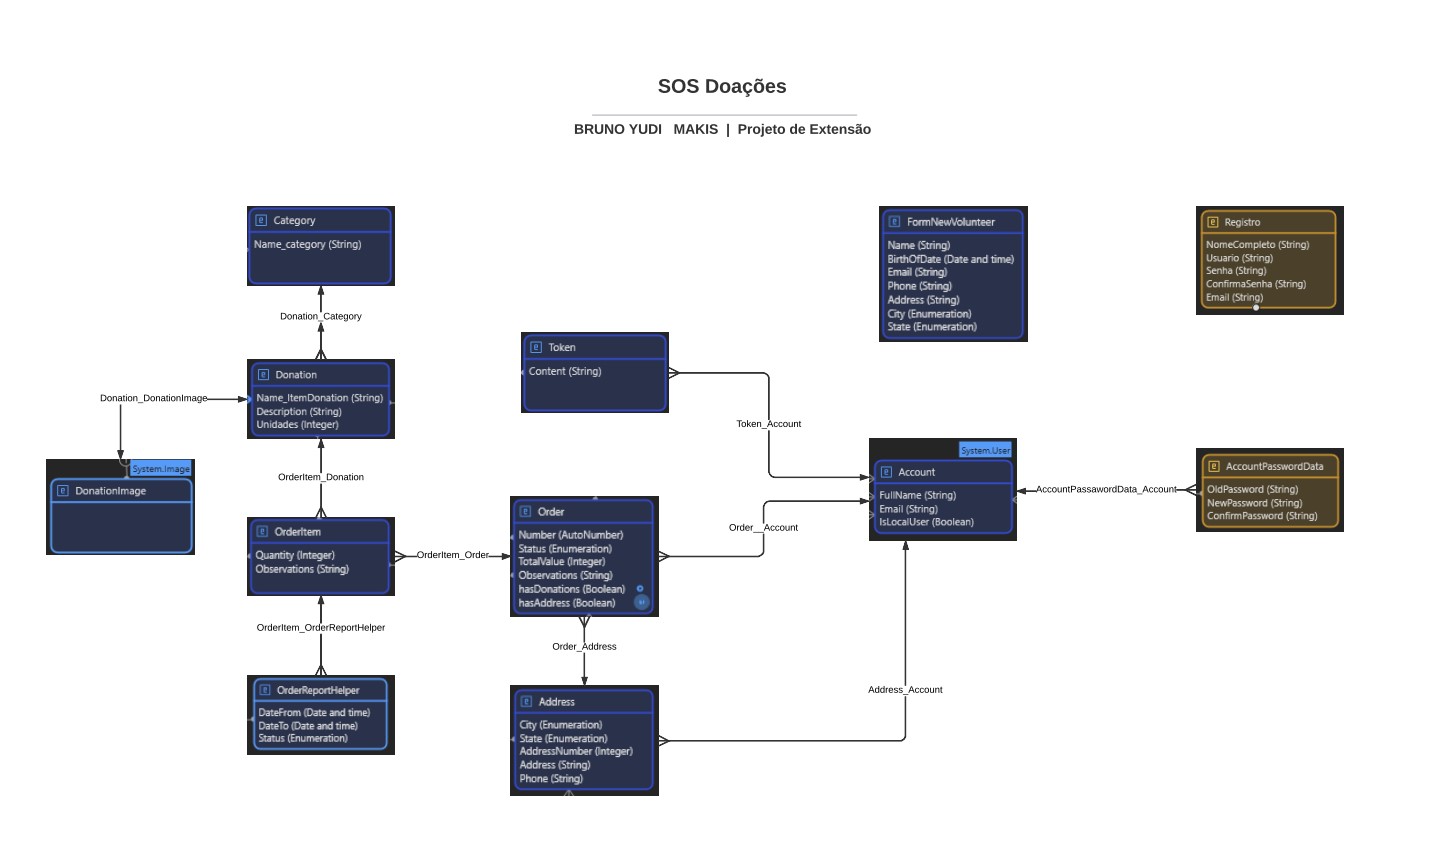 SOS Doações
BRUNO YUDI MAKIS | Projeto de Extensão
Category
Name_category (String)
Donation_Category
Donation
Name_ItemDonation (String)
Description (String)
Unidades (Integer)
Donation_DonationImage
System.Image
DonationImage
OrderItem_Donation
OrderItem
Quantity (Integer)
Observations (String)
OrderItem_OrderReportHelper
OrderReportHelper
DateFrom (Date and time)
DateTo (Date and time)
Status (Enumeration)
OrderItem_Order
Token
Content (String)
Token_Account
Order
Number (AutoNumber)
Status (Enumeration)
TotalValue (Integer)
Observations (String)
hasDonations (Boolean)
hasAddress (Boolean)
Order__Account
Order_Address
Address
City (Enumeration)
State (Enumeration)
AddressNumber (Integer)
Address (String)
Phone (String)
Address_Account
FormNewVolunteer
Name (String)
BirthOfDate (Date and time)
Email (String)
Phone (String)
Address (String)
City (Enumeration)
State (Enumeration)
System.User
Account
FullName (String)
Email (String)
IsLocalUser (Boolean)
AccountPassawordData_Account
Registro
NomeCompleto (String)
Usuario (String)
Senha (String)
ConfirmaSenha (String)
Email (String)
AccountPasswordData
OldPassword (String)
NewPassword (String)
ConfirmPassword (String)